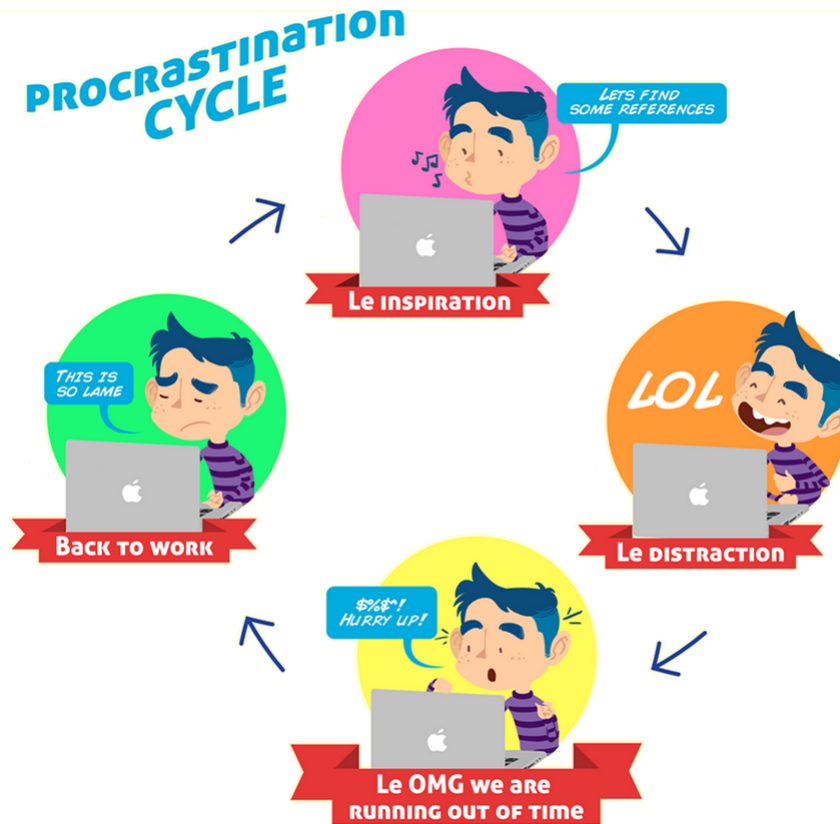 PROCRASTINATION
CYCLE
LETS FIND
SOME REFERENCES
Le INSPIRATION
LOL
Le DISTRACTION
$%$^!
HURRY UP!
Le OMG WE ARE
RUNNING OUT OF TIME
THIS IS
SO LAME
BACK TO WORK